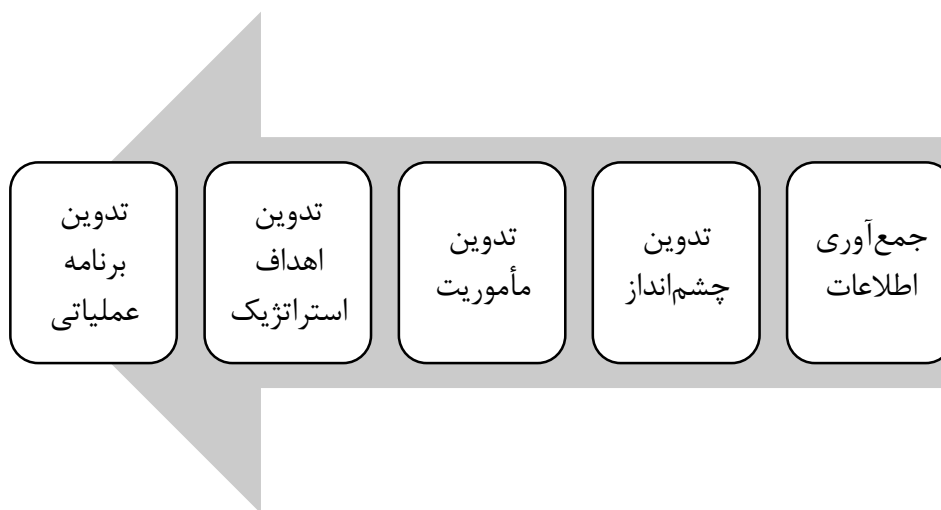 جمع‌آوری
اطلاعات
تدوین
چشم‌انداز
تدوین
مأموریت
تدوین
اهداف
استراتژیک
تدوین
برنامه
عملیاتی